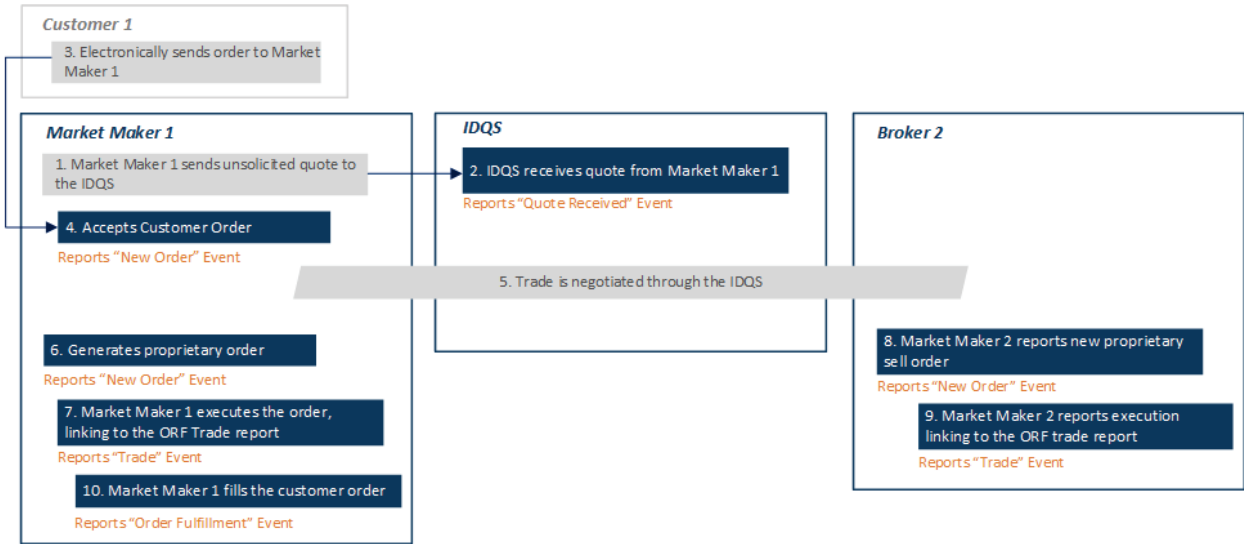 Customer 1
3. Electronically sends order to Market
Maker 1
Market Maker 1
1. Market Maker 1 sends unsolicited quote to
the IDQS
4. Accepts Customer Order
Reports “New Order” Event
IDQS
2. IDQS receives quote from Market Maker 1
Reports “Quote Received” Event
Broker 2
5. Trade is negotiated through the IDQS
6. Generates proprietary order
Reports “New Order” Event
7. Market Maker 1 executes the order,
linking to the ORF Trade report
Reports “Trade” Event
10. Market Maker 1 fills the customer order
Reports “Order Fulfillment” Event
8. Market Maker 2 reports new proprietary
sell order
Reports “New Order” Event
9. Market Maker 2 reports execution
linking to the ORF trade report
Reports “Trade” Event